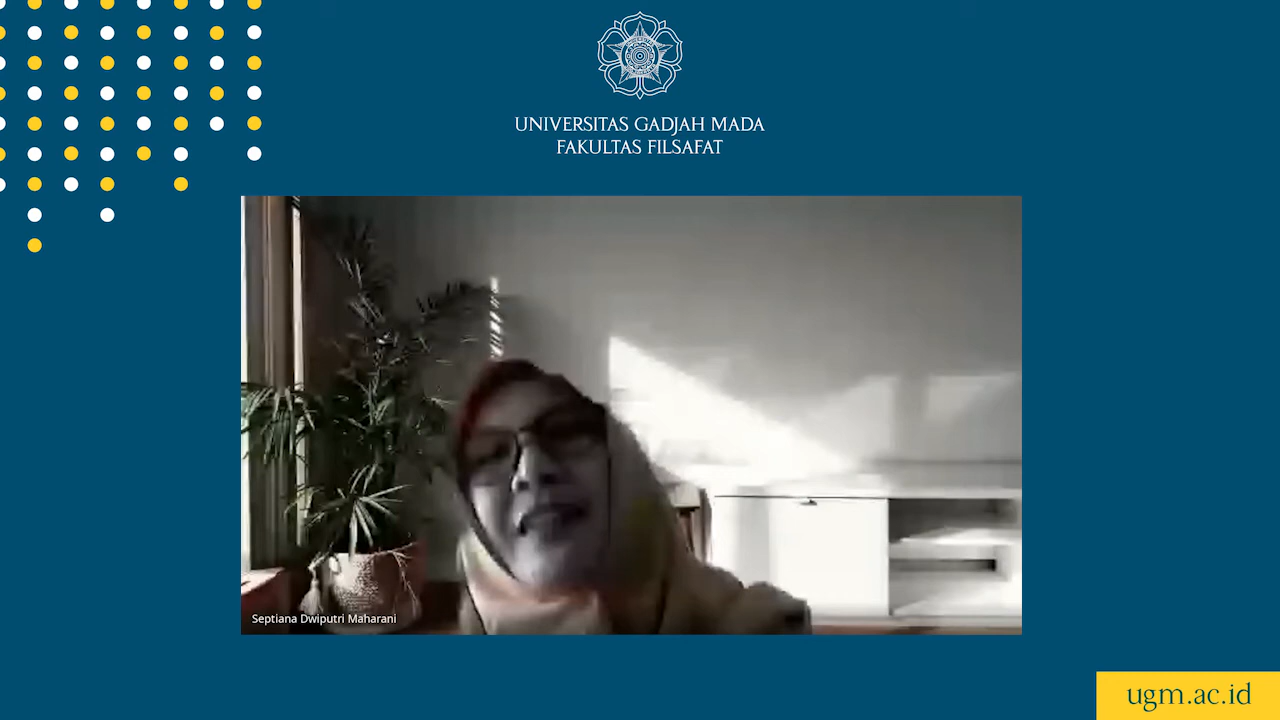 UNIVERSITAS GADJAH MADA
FAKULTAS FILSAFAT
Septiana Dwiputri Maharani
ugm.ac.id